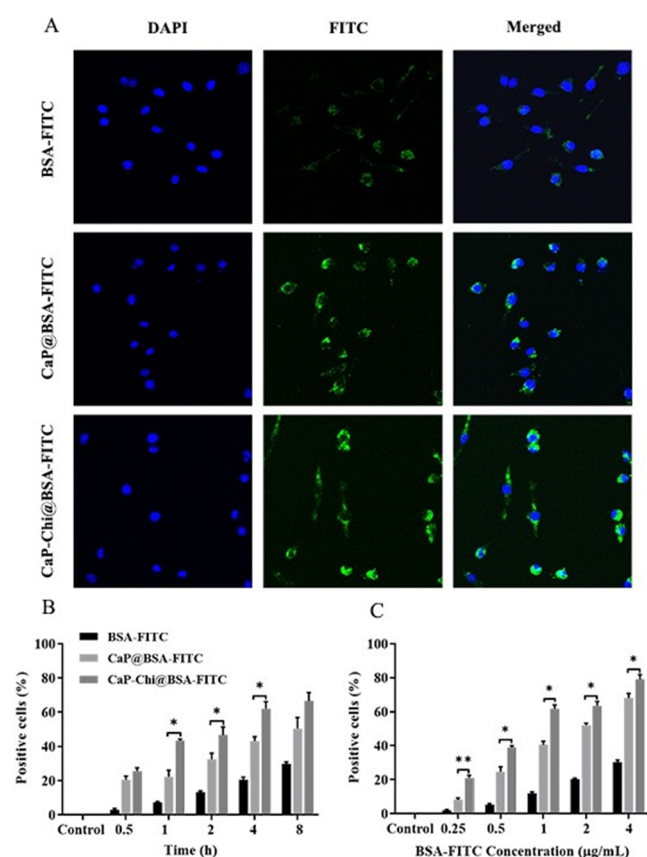 A
DAPI FITC Merged
BSA-FITC
CaP@BSA-FITC
CaP-Chi@BSA-FITC
B
BSA-FITC
CaP@BSA-FITC
CaP-Chi@BSA-FITC
Positive cells (%)
100
80
60
40
20
0
* * *
Control 0.5 1 2 4 8
Time (h)
C
Positive cells (%)
100
80
60
40
20
0
** * * * *
Control 0.25 0.5 1 2 4
BSA-FITC Concentration (μg/mL)